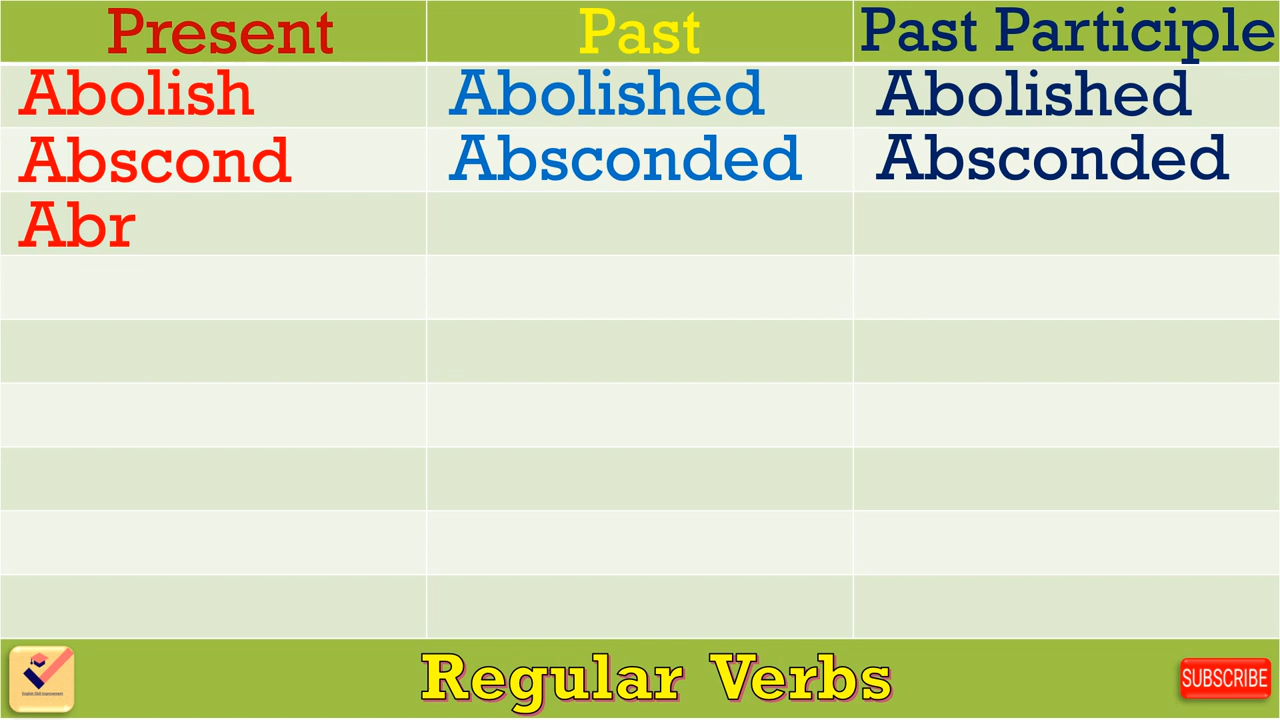 Present Past Past Participle
Abolish Abolished Abolished
Abscond Absconded Absconded
Abr
Regular Verbs
SUBSCRIBE